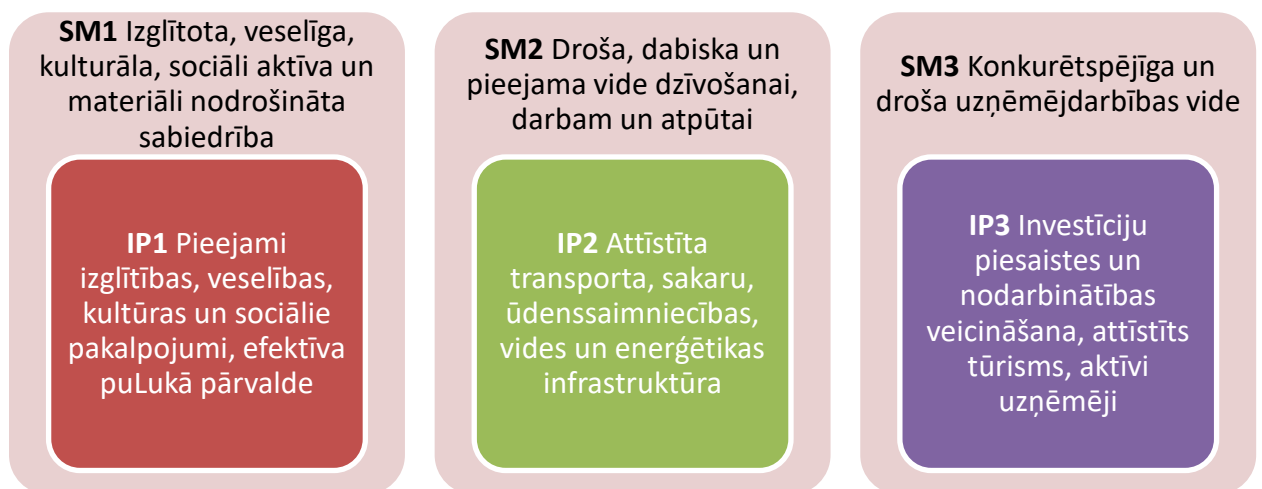 SM1 Izglītota, veselīga,
kulturāla, sociāli aktīva un
materiāli nodrošināta
sabiedrība
IP1 Pieejami
izglītības, veselības,
kultūras un sociālie
pakalpojumi, efektīva
puLukā pārvalde
SM2 Droša, dabiska un
pieejama vide dzīvošanai,
darbam un atpūtai
IP2 Attīstīta
transporta, sakaru,
ūdenssaimniecības,
vides un enerģētikas
infrastruktūra
SM3 Konkurētspējīga un
droša uzņēmējdarbības vide
IP3 Investīciju
piesaistes un
nodarbinātības
veicināšana, attīstīts
tūrisms, aktīvi
uzņēmēji